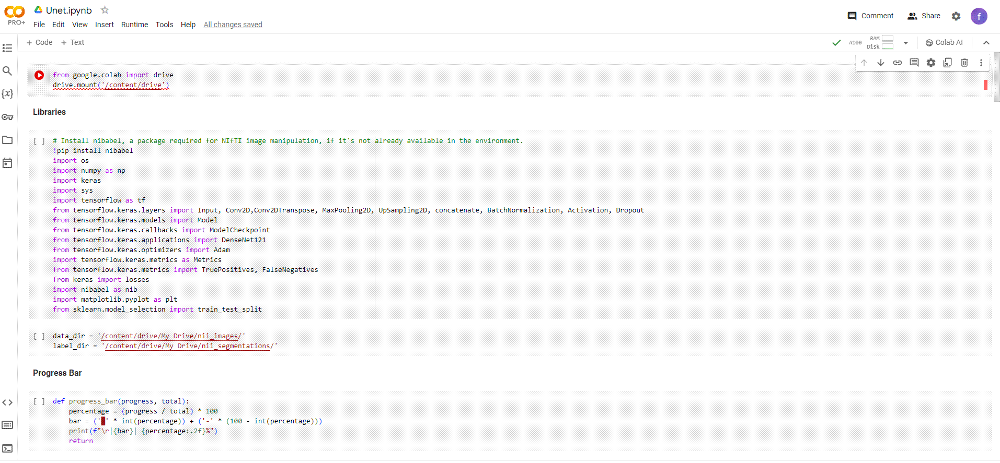 CO Unet.ipynb
PRO+ File Edit View Insert Runtime Tools Help All changes saved
Comment Share f
+ Code + Text
A100 RAM Disk Colab AI
from google.colab import drive
drive.mount('/content/drive')
Libraries
[ ] # Install nibabel, a package required for NIfTI image manipulation, if it's not already available in the environment.
!pip install nibabel
import os
import numpy as np
import keras
import sys
import tensorflow as tf
from tensorflow.keras.layers import Input, Conv2D,Conv2DTranspose, MaxPooling2D, UpSampling2D, concatenate, BatchNormalization, Activation, Dropout
from tensorflow.keras.models import Model
from tensorflow.keras.callbacks import ModelCheckpoint
from tensorflow.keras.applications import DenseNet121
from tensorflow.keras.optimizers import Adam
import tensorflow.keras.metrics as Metrics
from tensorflow.keras.metrics import TruePositives, FalseNegatives
from keras import losses
import nibabel as nib
import matplotlib.pyplot as plt
from sklearn.model_selection import train_test_split
[ ] data_dir = '/content/drive/My Drive/nii_images/'
label_dir = '/content/drive/My Drive/nii_segmentations/'
Progress Bar
[ ] def progress_bar(progress, total):
percentage = (progress / total) * 100
bar = ('█' * int(percentage)) + ('-' * (100 - int(percentage)))
print(f"\r|{bar}| {percentage:.2f}%")
return